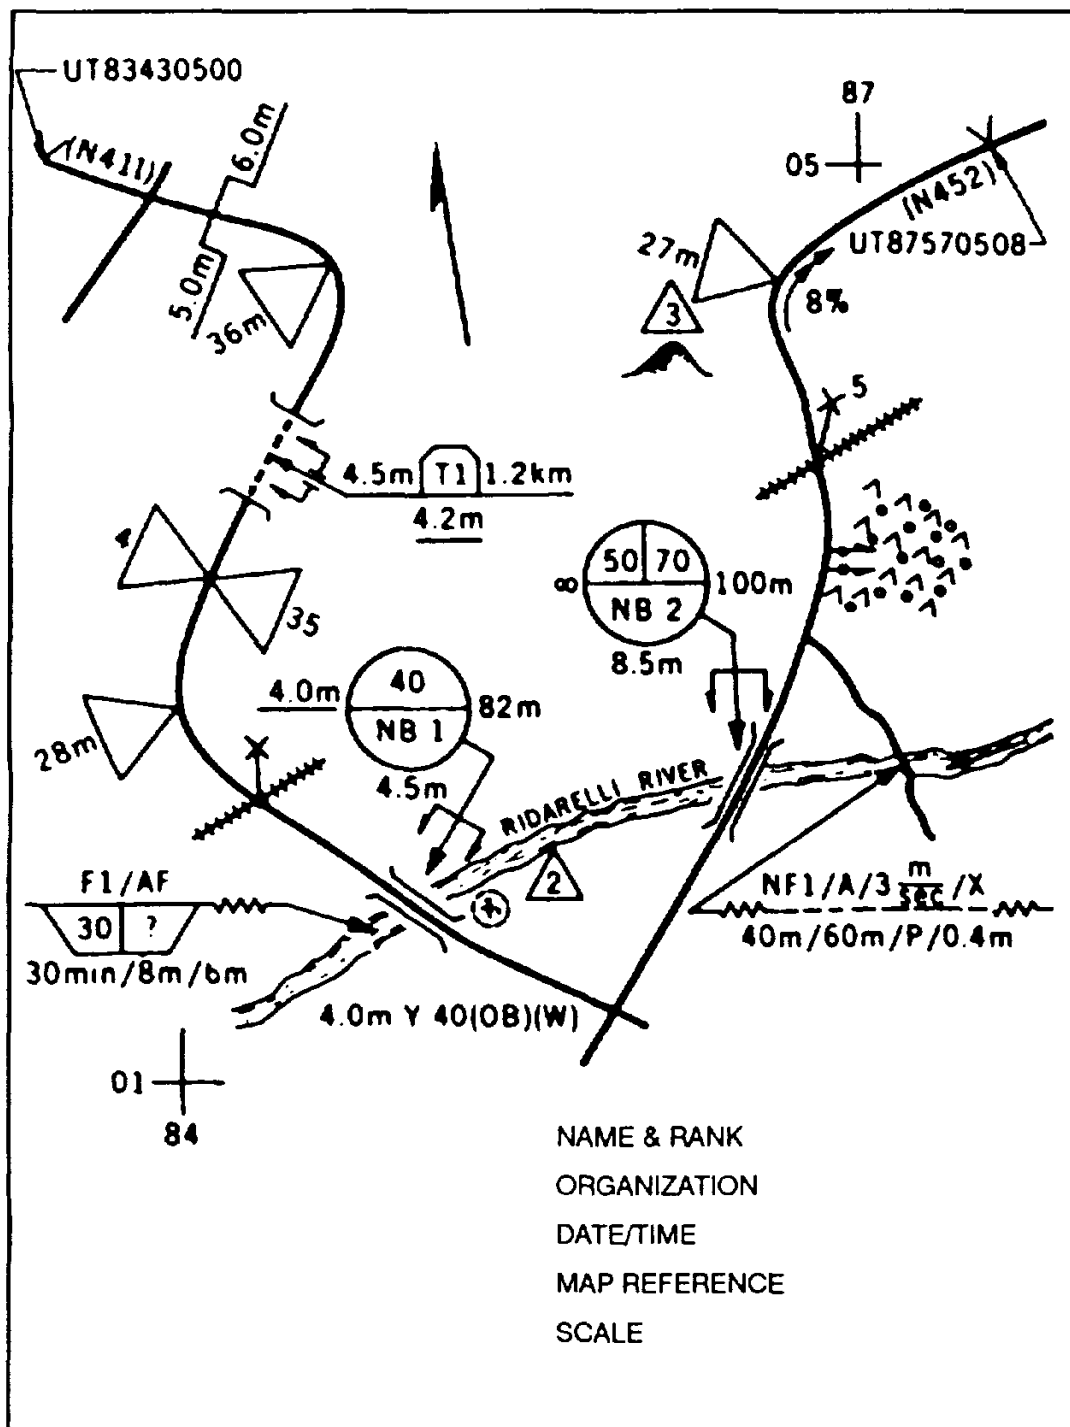 UT83430500
87
(N411)
6.0m
05
(N452)
5.0m
27m
UT87570508
36m
3
8%
5
4.5m T1 1.2km
4.2m
4
50 70
∞ NB 2 100m
35
8.5m
40
4.0m NB 1 82m
28m
4.5m
RIDARELLI RIVER
2
F1/AF
30 ?
30min/8m/6m
NF1/A/3 m/sec/X
40m/60m/P/0.4m
4.0m Y 40(OB)(W)
01
84
NAME & RANK
ORGANIZATION
DATE/TIME
MAP REFERENCE
SCALE